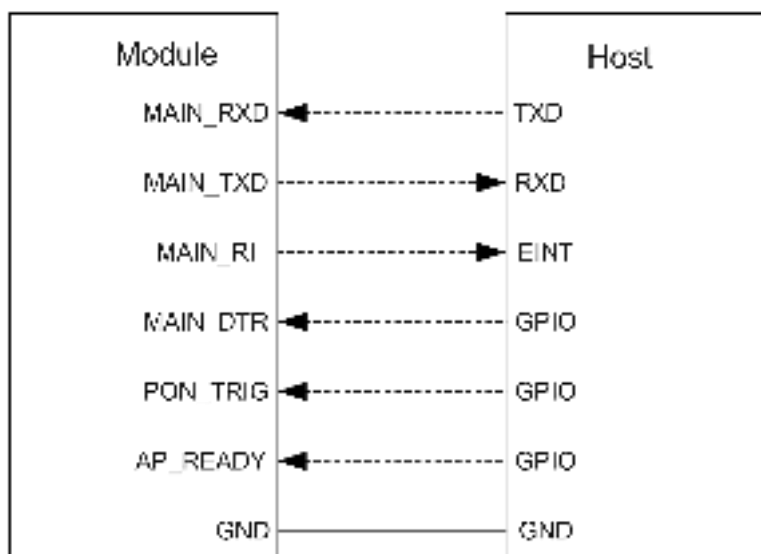 Module Host
MAIN_RXD TXD
MAIN_TXD RXD
MAIN_RI EINT
MAIN_DTR GPIO
PON_TRIG GPIO
AP_READY GPIO
GND GND